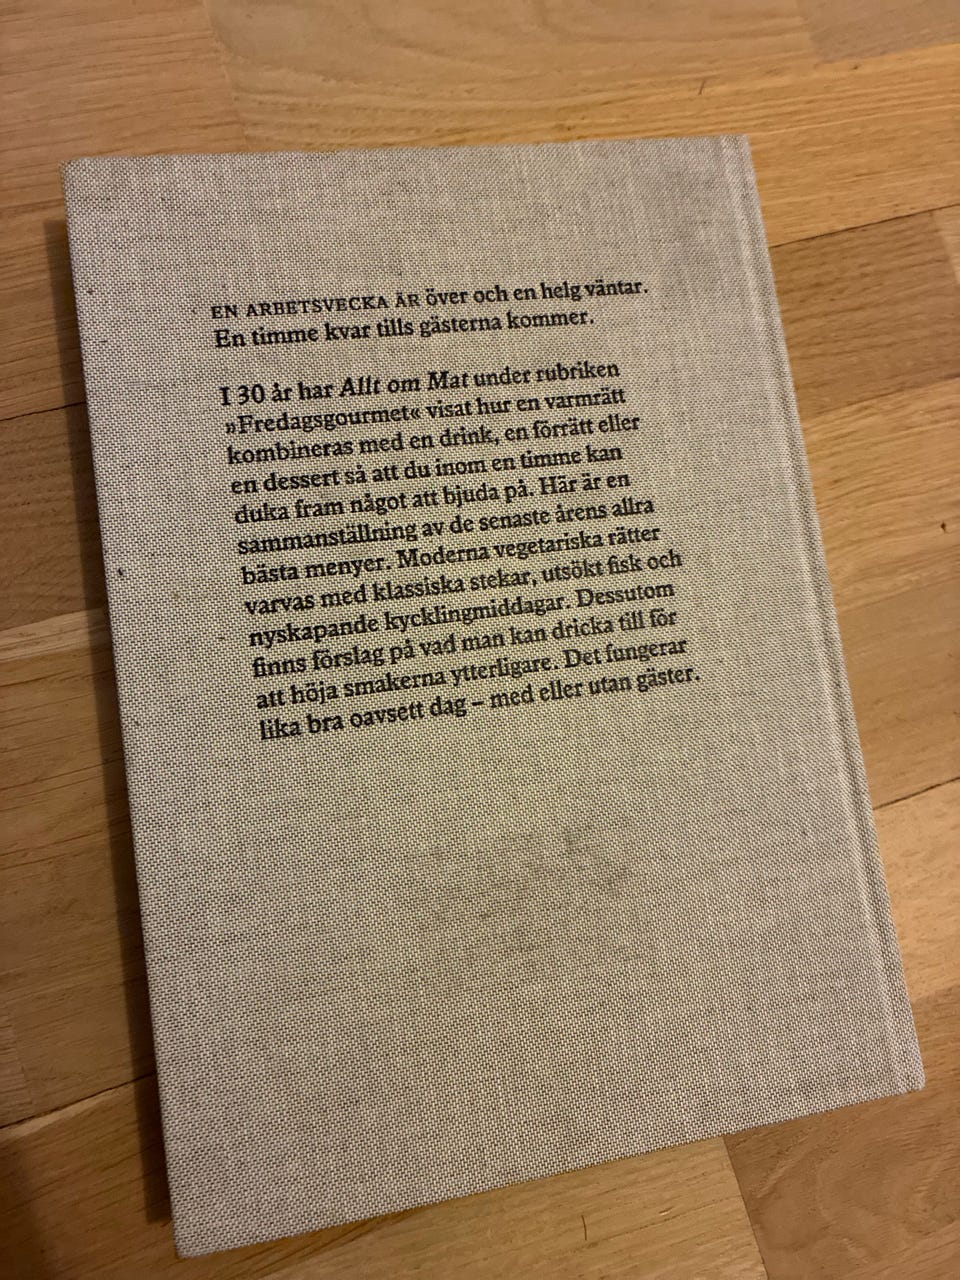 EN ARBETSVECKA ÄR över och en helg väntar.
En timme kvar tills gästerna kommer.
I 30 år har Allt om Mat under rubriken
»Fredagsgourmet« visat hur en varmrätt
kombineras med en drink, en förrätt eller
en dessert så att du inom en timme kan
duka fram något att bjuda på. Här är en
sammanställning av de senaste årens allra
bästa menyer. Moderna vegetariska rätter
varvas med klassiska stekar, utsökt fisk och
nyskapande kycklingmiddagar. Dessutom
finns förslag på vad man kan dricka till för
att höja smakerna ytterligare. Det fungerar
lika bra oavsett dag – med eller utan gäster.